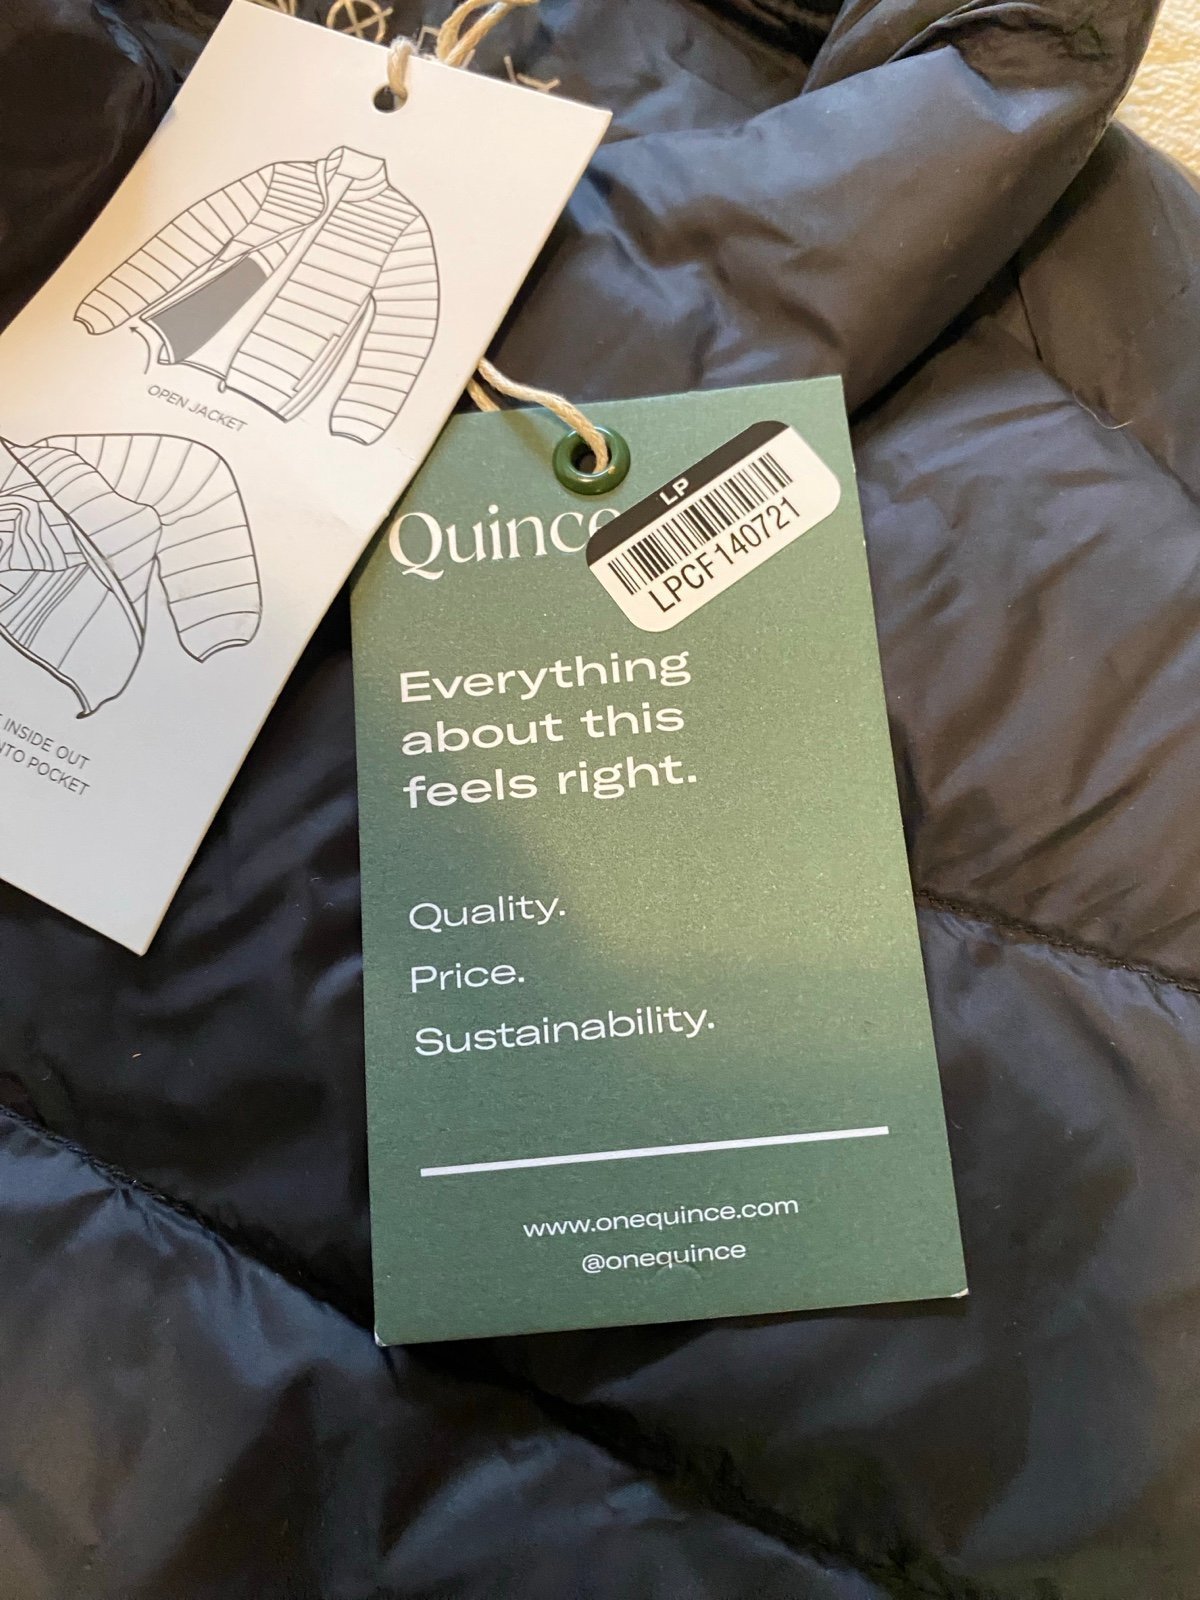 OPEN JACKET
INSIDE OUT
POCKET
Quince
LP
LPCF140721
Everything
about this
feels right.
Quality.
Price.
Sustainability.
www.onequince.com
@onequince